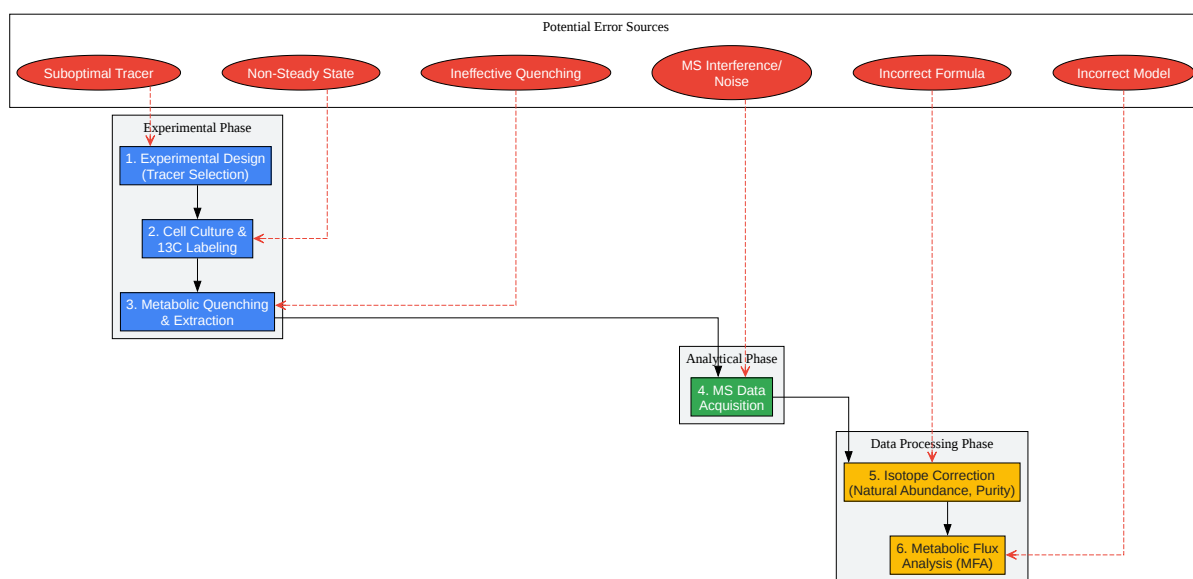 Potential Error Sources
Suboptimal Tracer
Non-Steady State
Ineffective Quenching
MS Interference/
Noise
Incorrect Formula
Incorrect Model
Experimental Phase
1. Experimental Design
(Tracer Selection)
2. Cell Culture &
13C Labeling
3. Metabolic Quenching
& Extraction
Analytical Phase
4. MS Data
Acquisition
Data Processing Phase
5. Isotope Correction
(Natural Abundance, Purity)
6. Metabolic Flux
Analysis (MFA)